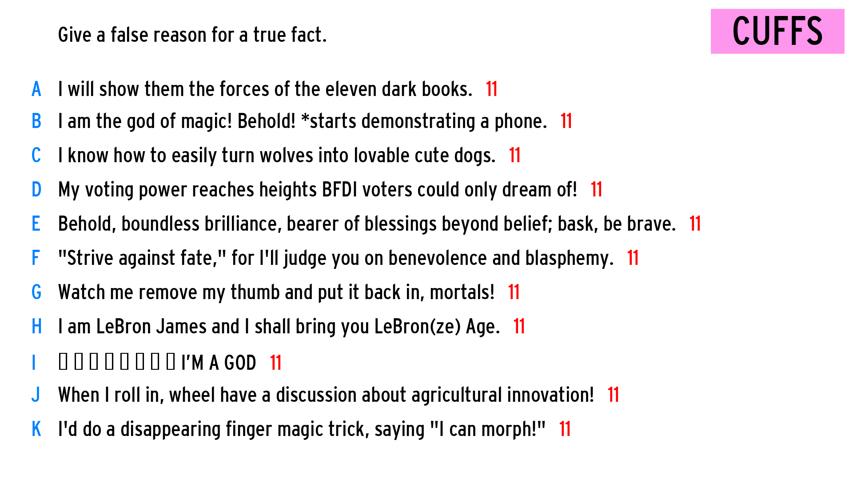 Give a false reason for a true fact.
CUFFS
A I will show them the forces of the eleven dark books. 11
B I am the god of magic! Behold! *starts demonstrating a phone. 11
C I know how to easily turn wolves into lovable cute dogs. 11
D My voting power reaches heights BFDI voters could only dream of! 11
E Behold, boundless brilliance, bearer of blessings beyond belief; bask, be brave. 11
F "Strive against fate," for I'll judge you on benevolence and blasphemy. 11
G Watch me remove my thumb and put it back in, mortals! 11
H I am LeBron James and I shall bring you LeBron(ze) Age. 11
I ▯ ▯ ▯ ▯ ▯ ▯ ▯ ▯ I'M A GOD 11
J When I roll in, wheel have a discussion about agricultural innovation! 11
K I'd do a disappearing finger magic trick, saying "I can morph!" 11